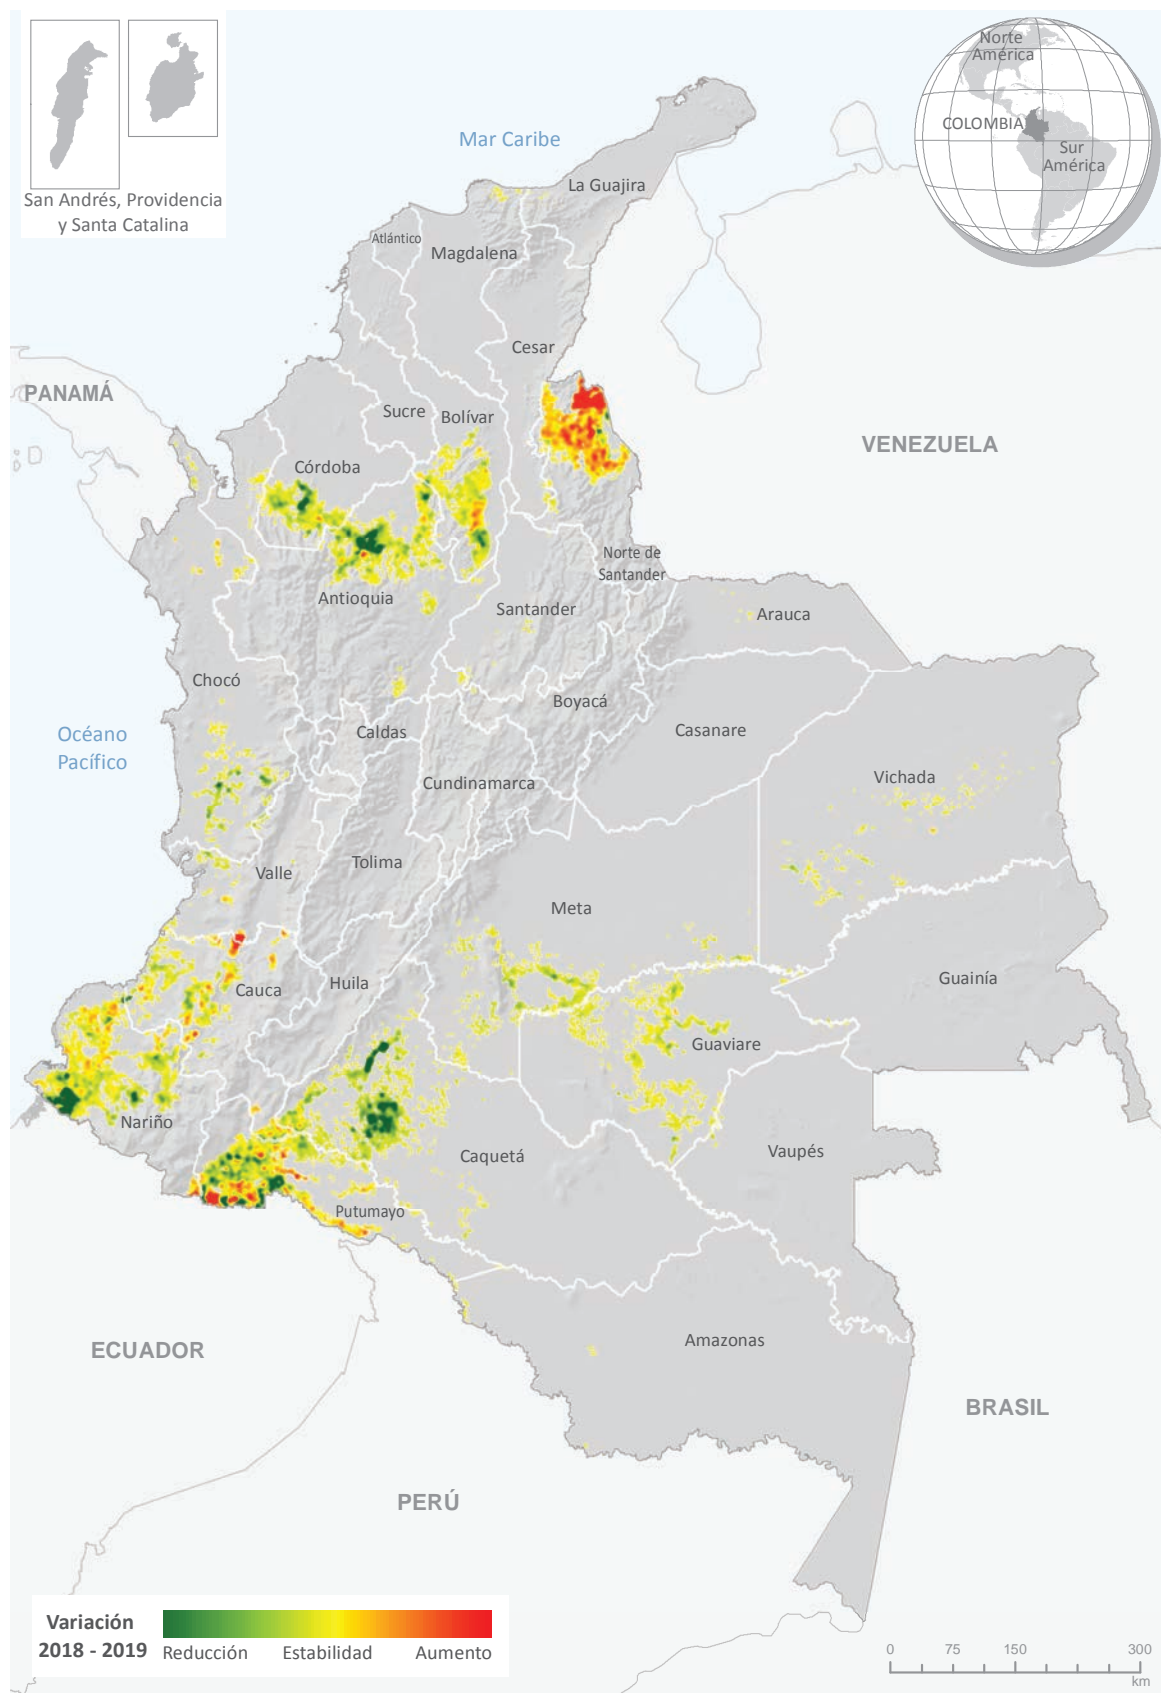 Norte
América
COLOMBIA
Sur
América
Mar Caribe
San Andrés, Providencia
y Santa Catalina
La Guajira
Atlántico
Magdalena
Cesar
PANAMÁ
Sucre
Bolívar
VENEZUELA
Córdoba
Norte de
Santander
Antioquia
Santander
Arauca
Chocó
Boyacá
Océano
Pacífico
Caldas
Casanare
Cundinamarca
Vichada
Valle
Tolima
Meta
Cauca
Huila
Guainía
Guaviare
Nariño
Caquetá
Vaupés
Putumayo
ECUADOR
Amazonas
BRASIL
PERÚ
Variación
2018 - 2019
Reducción Estabilidad Aumento
0 75 150 300
km